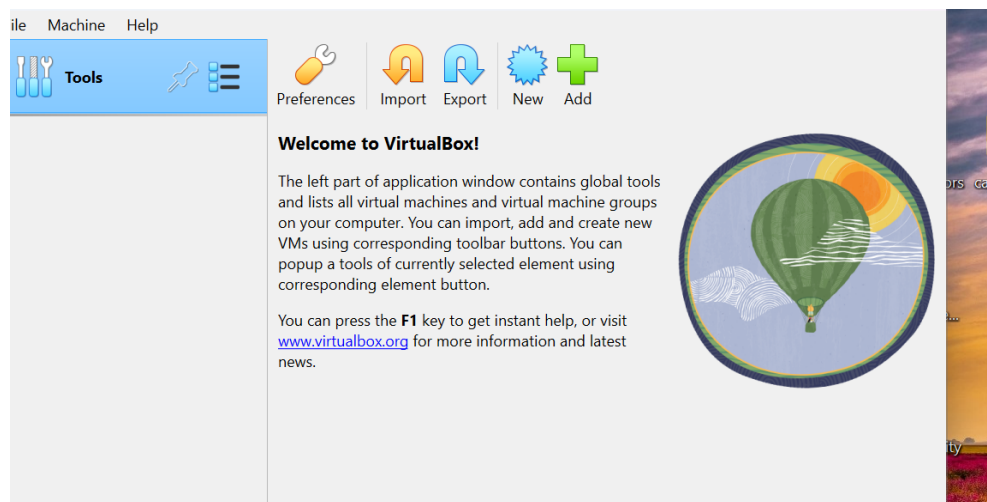 ile Machine Help
Tools
Preferences Import Export New Add
Welcome to VirtualBox!
The left part of application window contains global tools
and lists all virtual machines and virtual machine groups
on your computer. You can import, add and create new
VMs using corresponding toolbar buttons. You can
popup a tools of currently selected element using
corresponding element button.
You can press the F1 key to get instant help, or visit
www.virtualbox.org for more information and latest
news.
ors ca
e...
ity